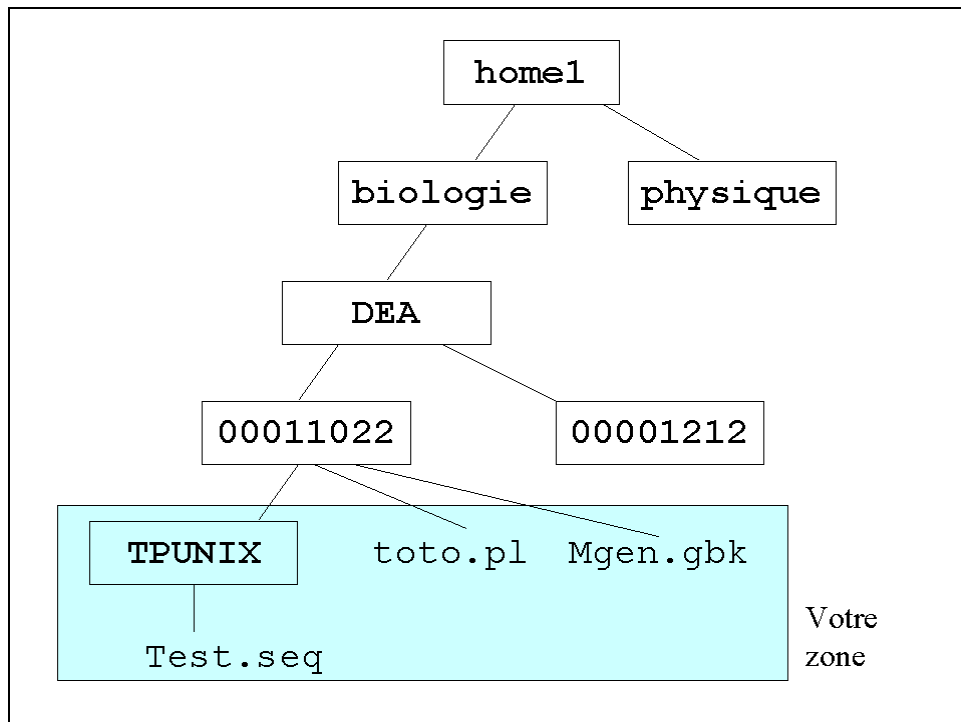 home1
biologie physique
DEA
00011022 00001212
TPUNIX toto.pl Mgen.gbk
Test.seq
Votre
zone